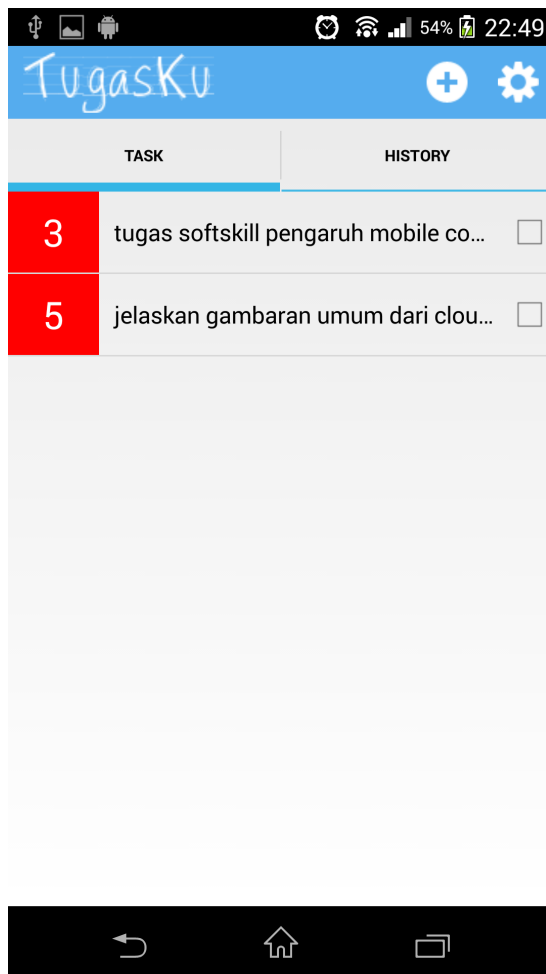 54% 22:49
TugasKu
TASK HISTORY
3 tugas softskill pengaruh mobile co...
5 jelaskan gambaran umum dari clou...